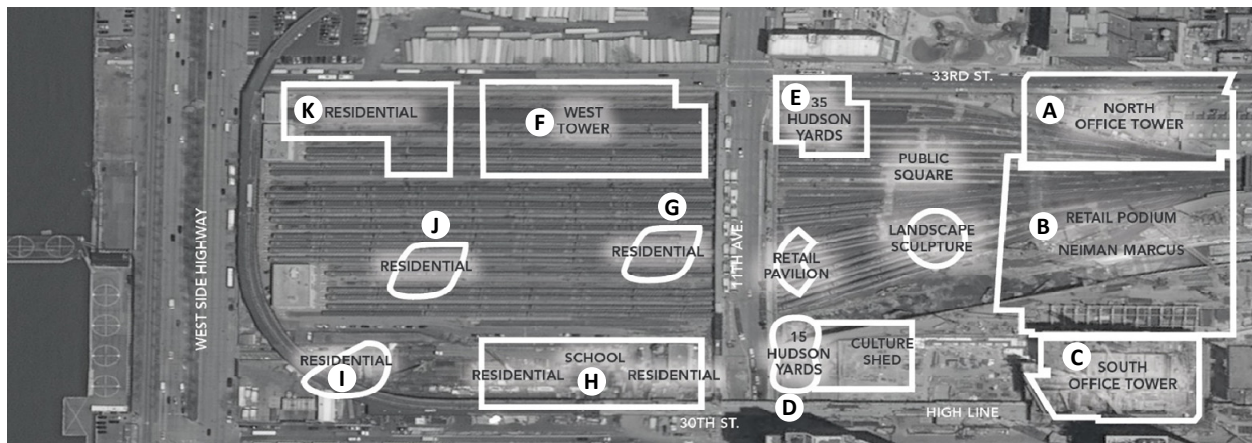 33RD ST.
K
RESIDENTIAL
F
WEST
TOWER
E
35
HUDSON
YARDS
A
NORTH
OFFICE TOWER
PUBLIC
SQUARE
J
RESIDENTIAL
G
RESIDENTIAL
11TH AVE.
WEST SIDE HIGHWAY
RETAIL
PAVILION
LANDSCAPE
SCULPTURE
B
RETAIL PODIUM
NEIMAN MARCUS
RESIDENTIAL
I
SCHOOL
RESIDENTIAL
H
RESIDENTIAL
15
HUDSON
YARDS
CULTURE
SHED
D
C
SOUTH
OFFICE TOWER
30TH ST.
HIGH LINE